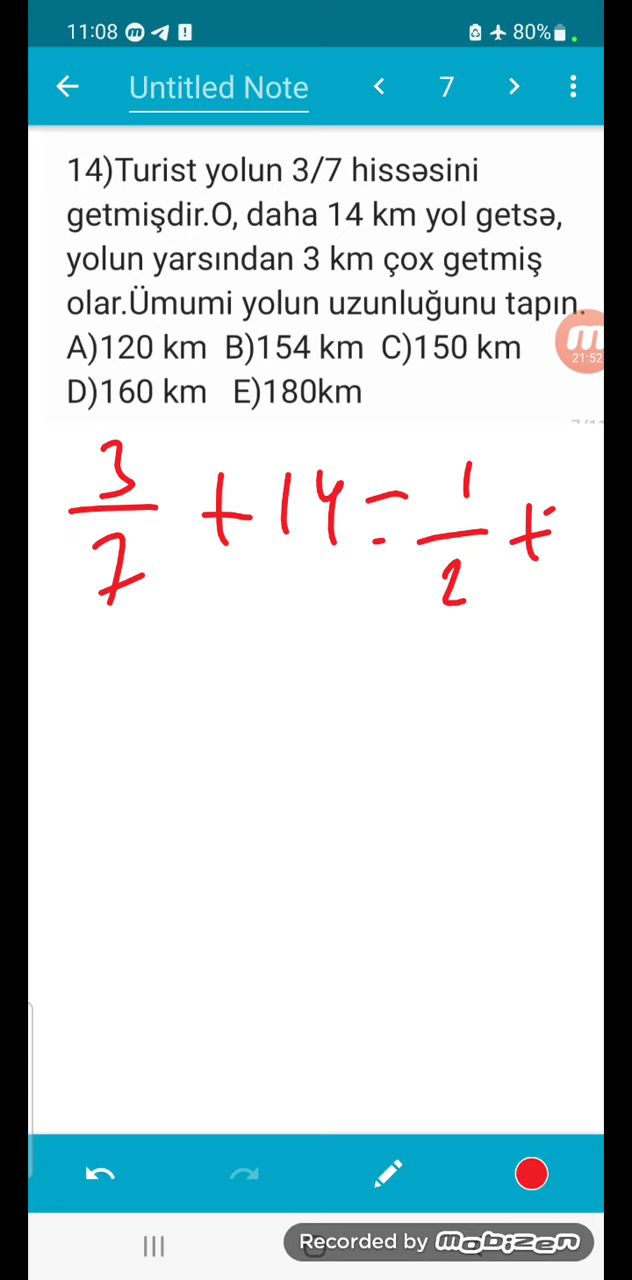 11:08 80%
Untitled Note < 7 >
14)Turist yolun 3/7 hissəsini
getmişdir.O, daha 14 km yol getsə,
yolun yarsından 3 km çox getmiş
olar.Ümumi yolun uzunluğunu tapın.
A)120 km B)154 km C)150 km
D)160 km E)180km
21:52
3/7 + 14 = 1/2 +
Recorded by mobizen